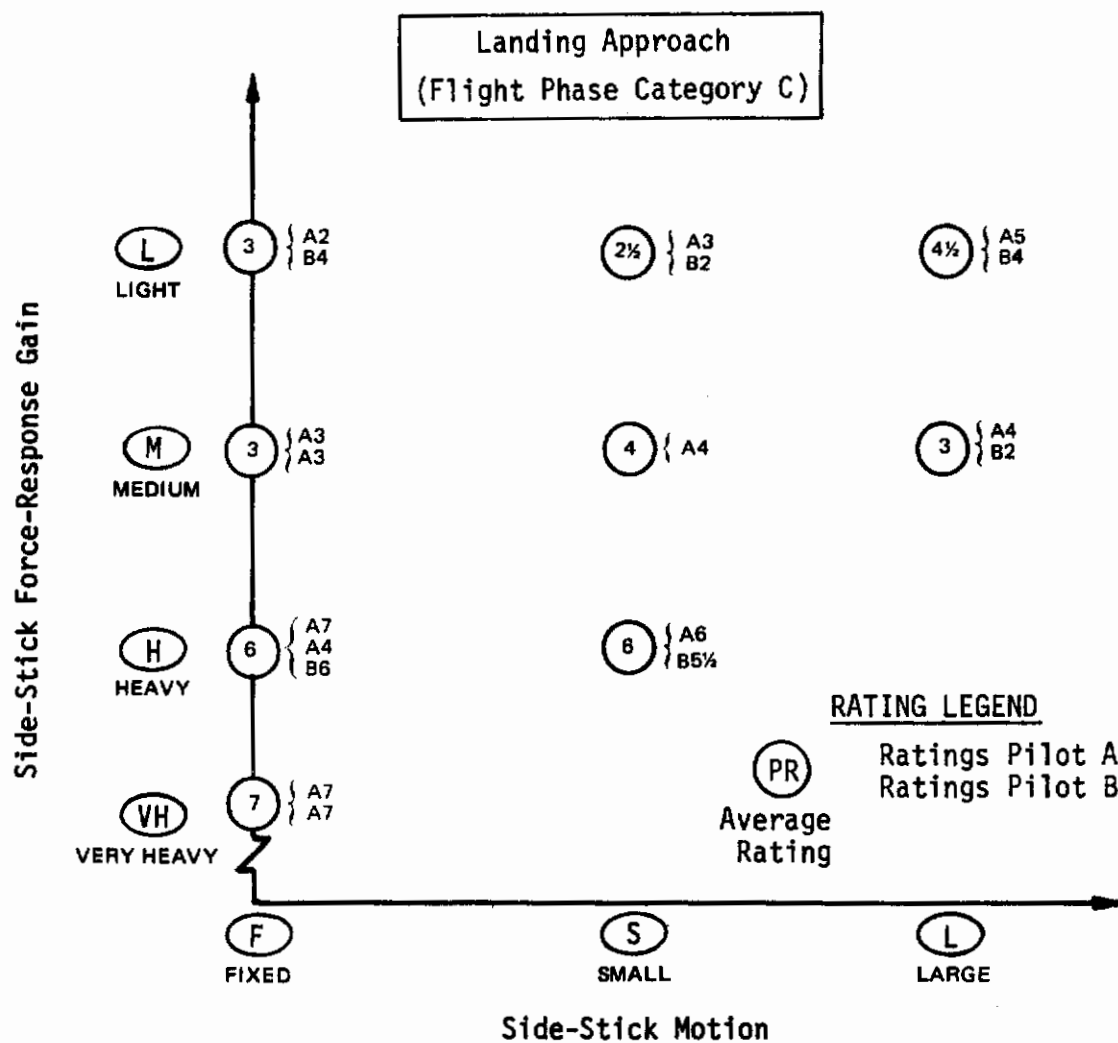 Landing Approach
(Flight Phase Category C)
Side-Stick Force-Response Gain
L
LIGHT
3
A2
B4
2½
A3
B2
4½
A5
B4
M
MEDIUM
3
A3
A3
4
A4
3
A4
B2
H
HEAVY
6
A7
A4
B6
6
A6
B5½
RATING LEGEND
PR
Ratings Pilot A
Ratings Pilot B
Average
Rating
VH
VERY HEAVY
7
A7
A7
F
FIXED
S
SMALL
L
LARGE
Side-Stick Motion